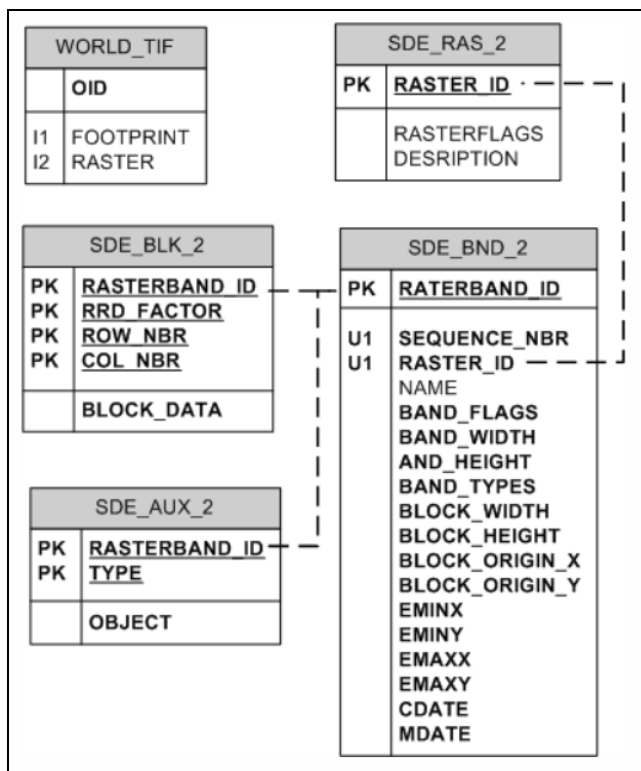 WORLD_TIF
OID
I1 FOOTPRINT
I2 RASTER
SDE_RAS_2
PK RASTER_ID
RASTERFLAGS
DESRIPTION
SDE_BLK_2
PK RASTERBAND_ID
PK RRD_FACTOR
PK ROW_NBR
PK COL_NBR
BLOCK_DATA
SDE_BND_2
PK RATERBAND_ID
U1 SEQUENCE_NBR
U1 RASTER_ID
NAME
BAND_FLAGS
BAND_WIDTH
AND_HEIGHT
BAND_TYPES
BLOCK_WIDTH
BLOCK_HEIGHT
BLOCK_ORIGIN_X
BLOCK_ORIGIN_Y
EMINX
EMINY
EMAXX
EMAXY
CDATE
MDATE
SDE_AUX_2
PK RASTERBAND_ID
PK TYPE
OBJECT